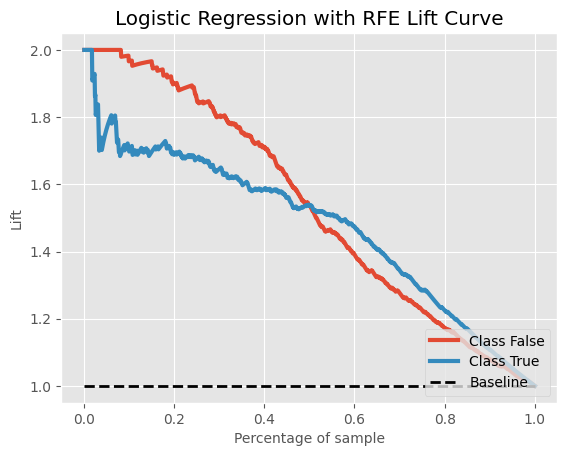 Logistic Regression with RFE Lift Curve
2.0
1.8
1.6
1.4
1.2
1.0
Lift
0.0
0.2
0.4
0.6
0.8
1.0
Percentage of sample
Class False
Class True
Baseline